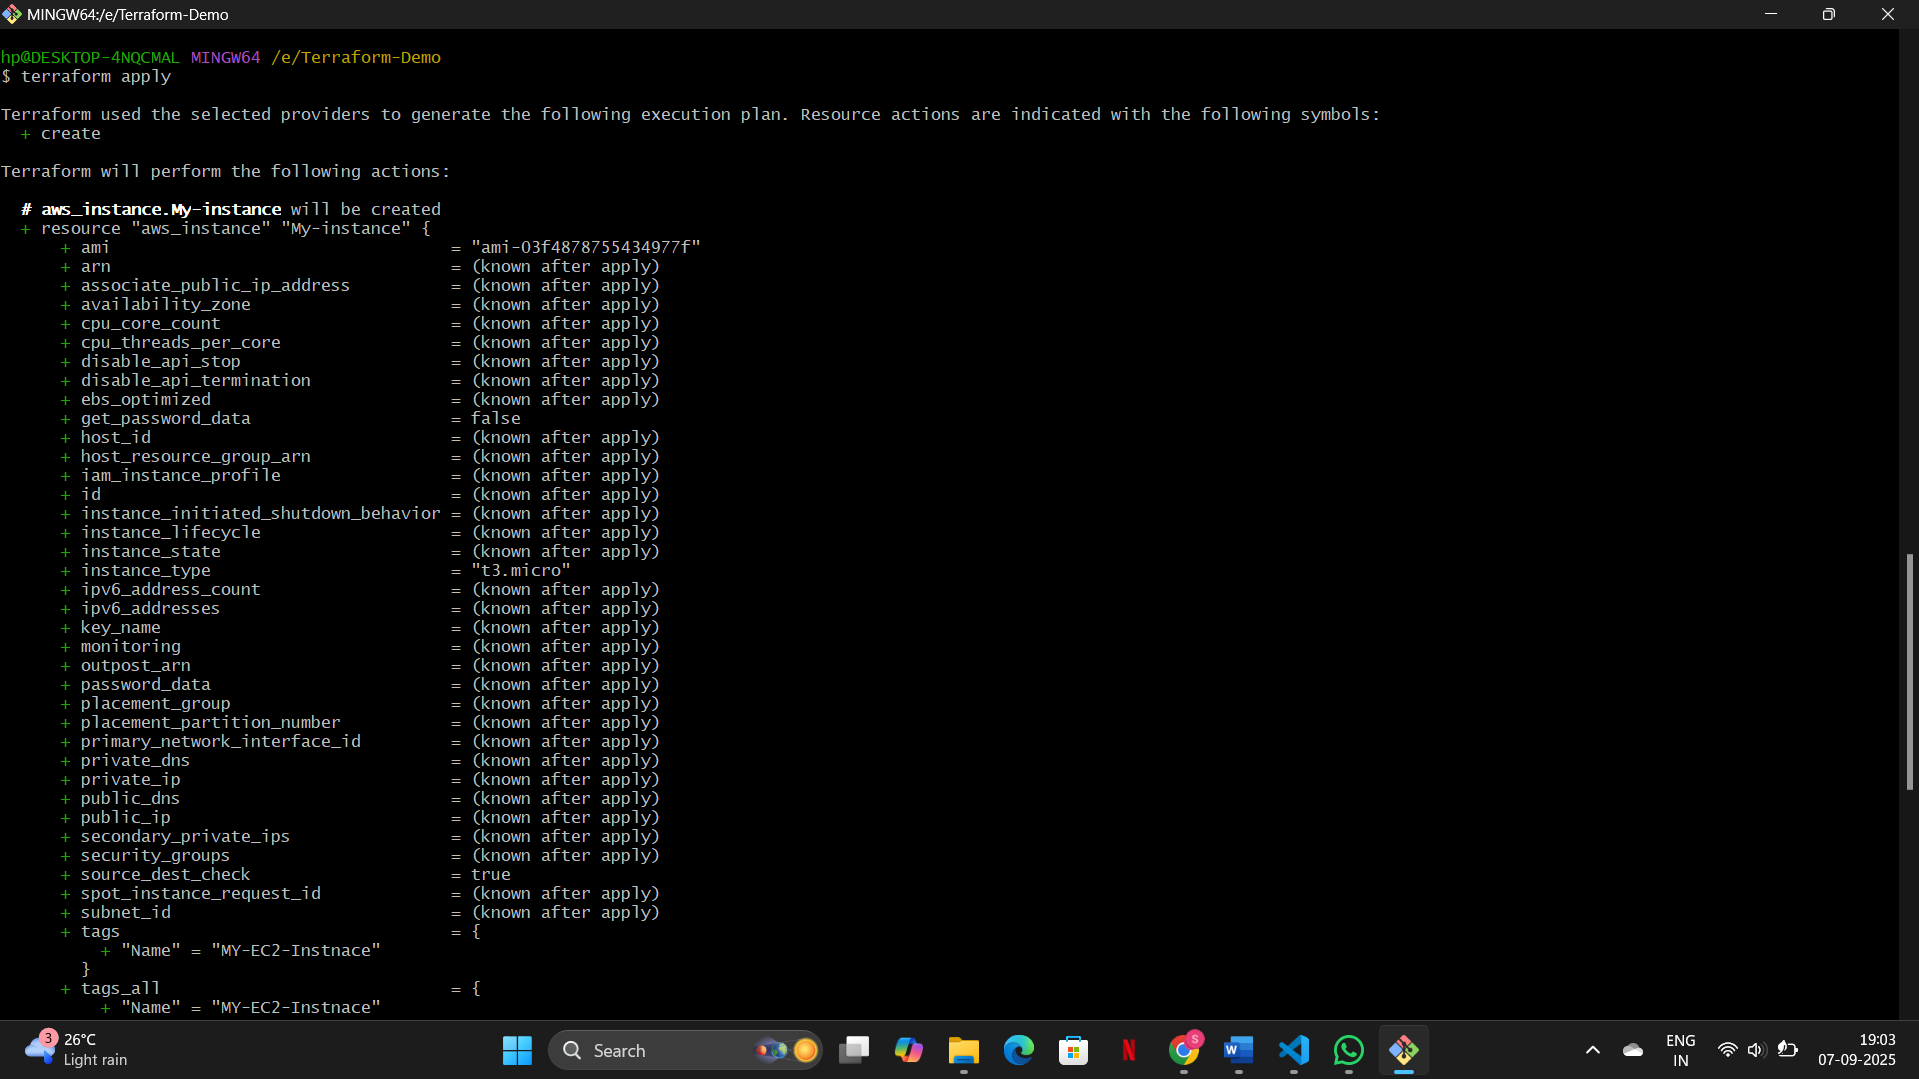 MINGW64:/e/Terraform-Demo
hp@DESKTOP-4NQCMAL MINGW64 /e/Terraform-Demo
$ terraform apply
Terraform used the selected providers to generate the following execution plan. Resource actions are indicated with the following symbols:
+ create
Terraform will perform the following actions:
# aws_instance.My-instance will be created
+ resource "aws_instance" "My-instance" {
+ ami = "ami-03f4878755434977f"
+ arn = (known after apply)
+ associate_public_ip_address = (known after apply)
+ availability_zone = (known after apply)
+ cpu_core_count = (known after apply)
+ cpu_threads_per_core = (known after apply)
+ disable_api_stop = (known after apply)
+ disable_api_termination = (known after apply)
+ ebs_optimized = (known after apply)
+ get_password_data = false
+ host_id = (known after apply)
+ host_resource_group_arn = (known after apply)
+ iam_instance_profile = (known after apply)
+ id = (known after apply)
+ instance_initiated_shutdown_behavior = (known after apply)
+ instance_lifecycle = (known after apply)
+ instance_state = (known after apply)
+ instance_type = "t3.micro"
+ ipv6_address_count = (known after apply)
+ ipv6_addresses = (known after apply)
+ key_name = (known after apply)
+ monitoring = (known after apply)
+ outpost_arn = (known after apply)
+ password_data = (known after apply)
+ placement_group = (known after apply)
+ placement_partition_number = (known after apply)
+ primary_network_interface_id = (known after apply)
+ private_dns = (known after apply)
+ private_ip = (known after apply)
+ public_dns = (known after apply)
+ public_ip = (known after apply)
+ secondary_private_ips = (known after apply)
+ security_groups = (known after apply)
+ source_dest_check = true
+ spot_instance_request_id = (known after apply)
+ subnet_id = (known after apply)
+ tags = {
+ "Name" = "MY-EC2-Instnace"
}
+ tags_all = {
+ "Name" = "MY-EC2-Instnace"
3
26°C
Light rain
Search
N
S
W
ENG
IN
19:03
07-09-2025